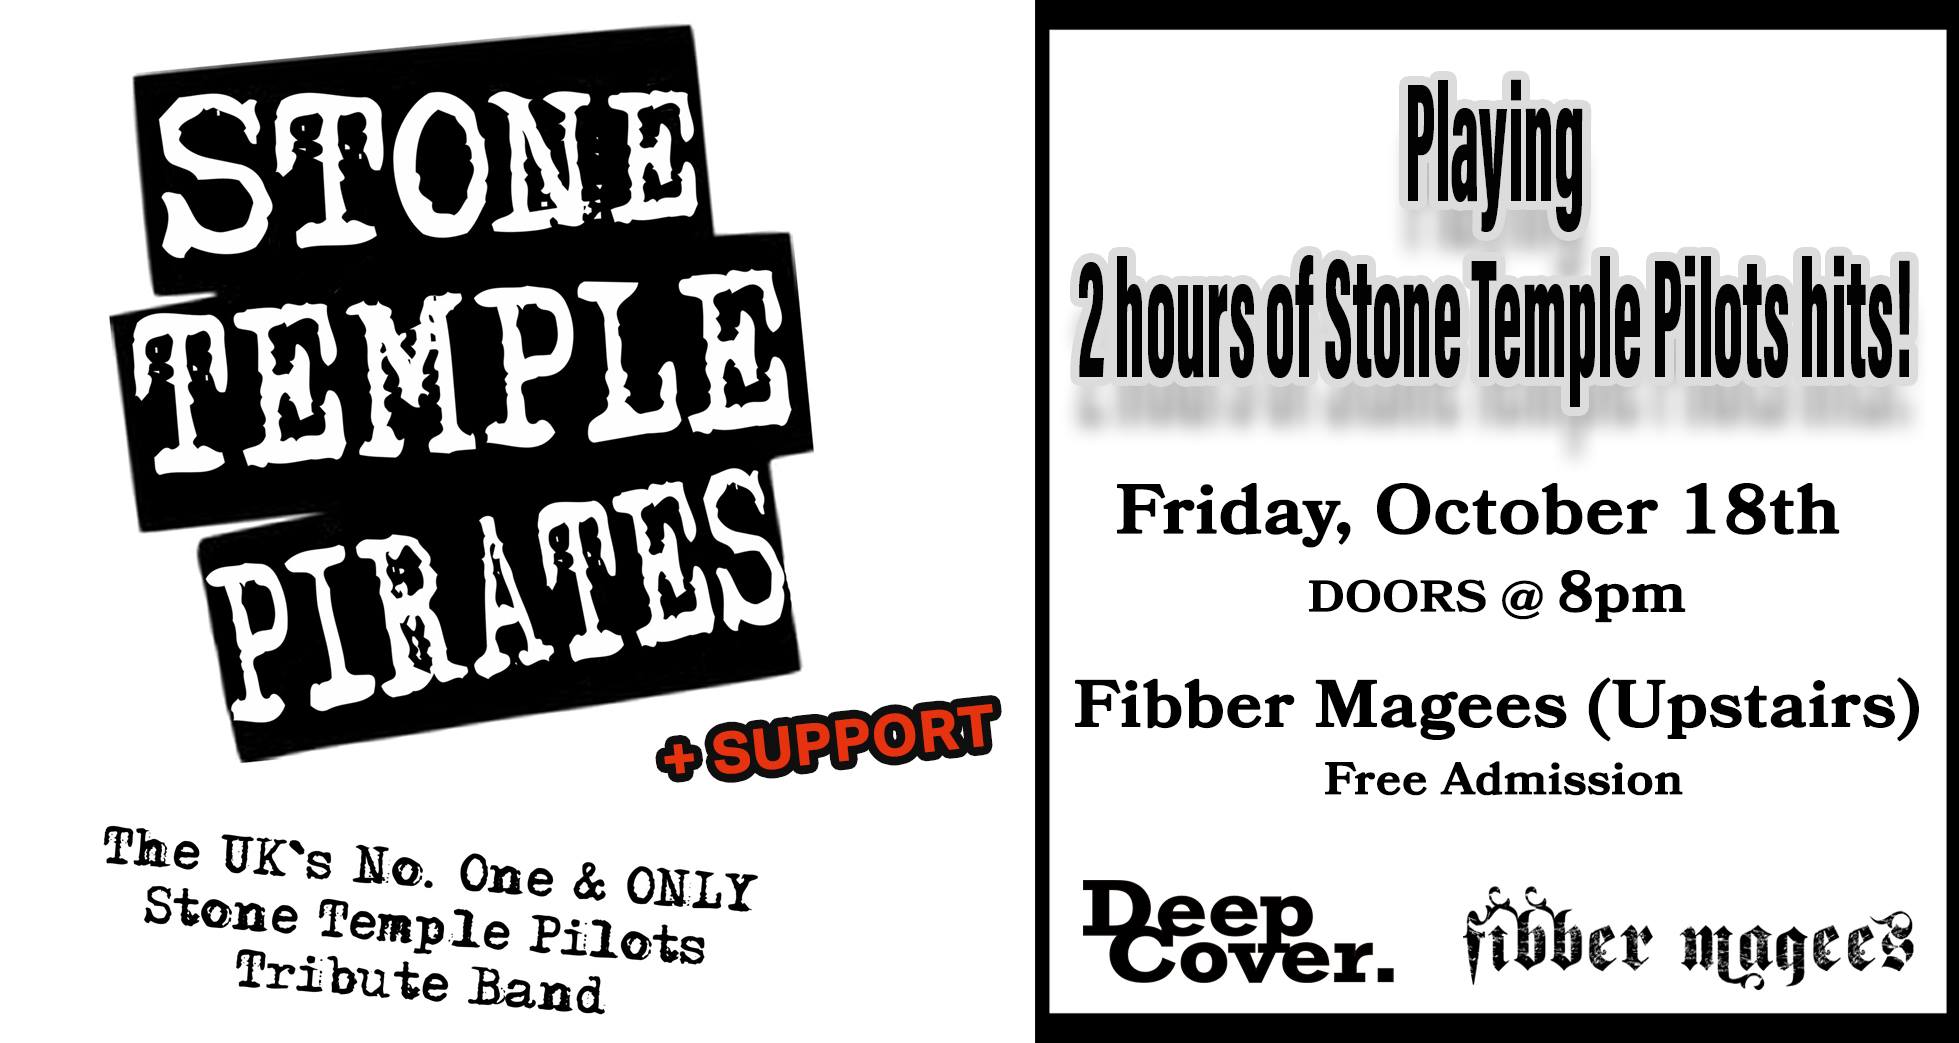 STONE
TEMPLE
PIRATES
+ SUPPORT
The UK`s No. One & ONLY
Stone Temple Pilots
Tribute Band
Playing
2 hours of Stone Temple Pilots hits!
Friday, October 18th
DOORS @ 8pm
Fibber Magees (Upstairs)
Free Admission
Deep
Cover.
fibber magees